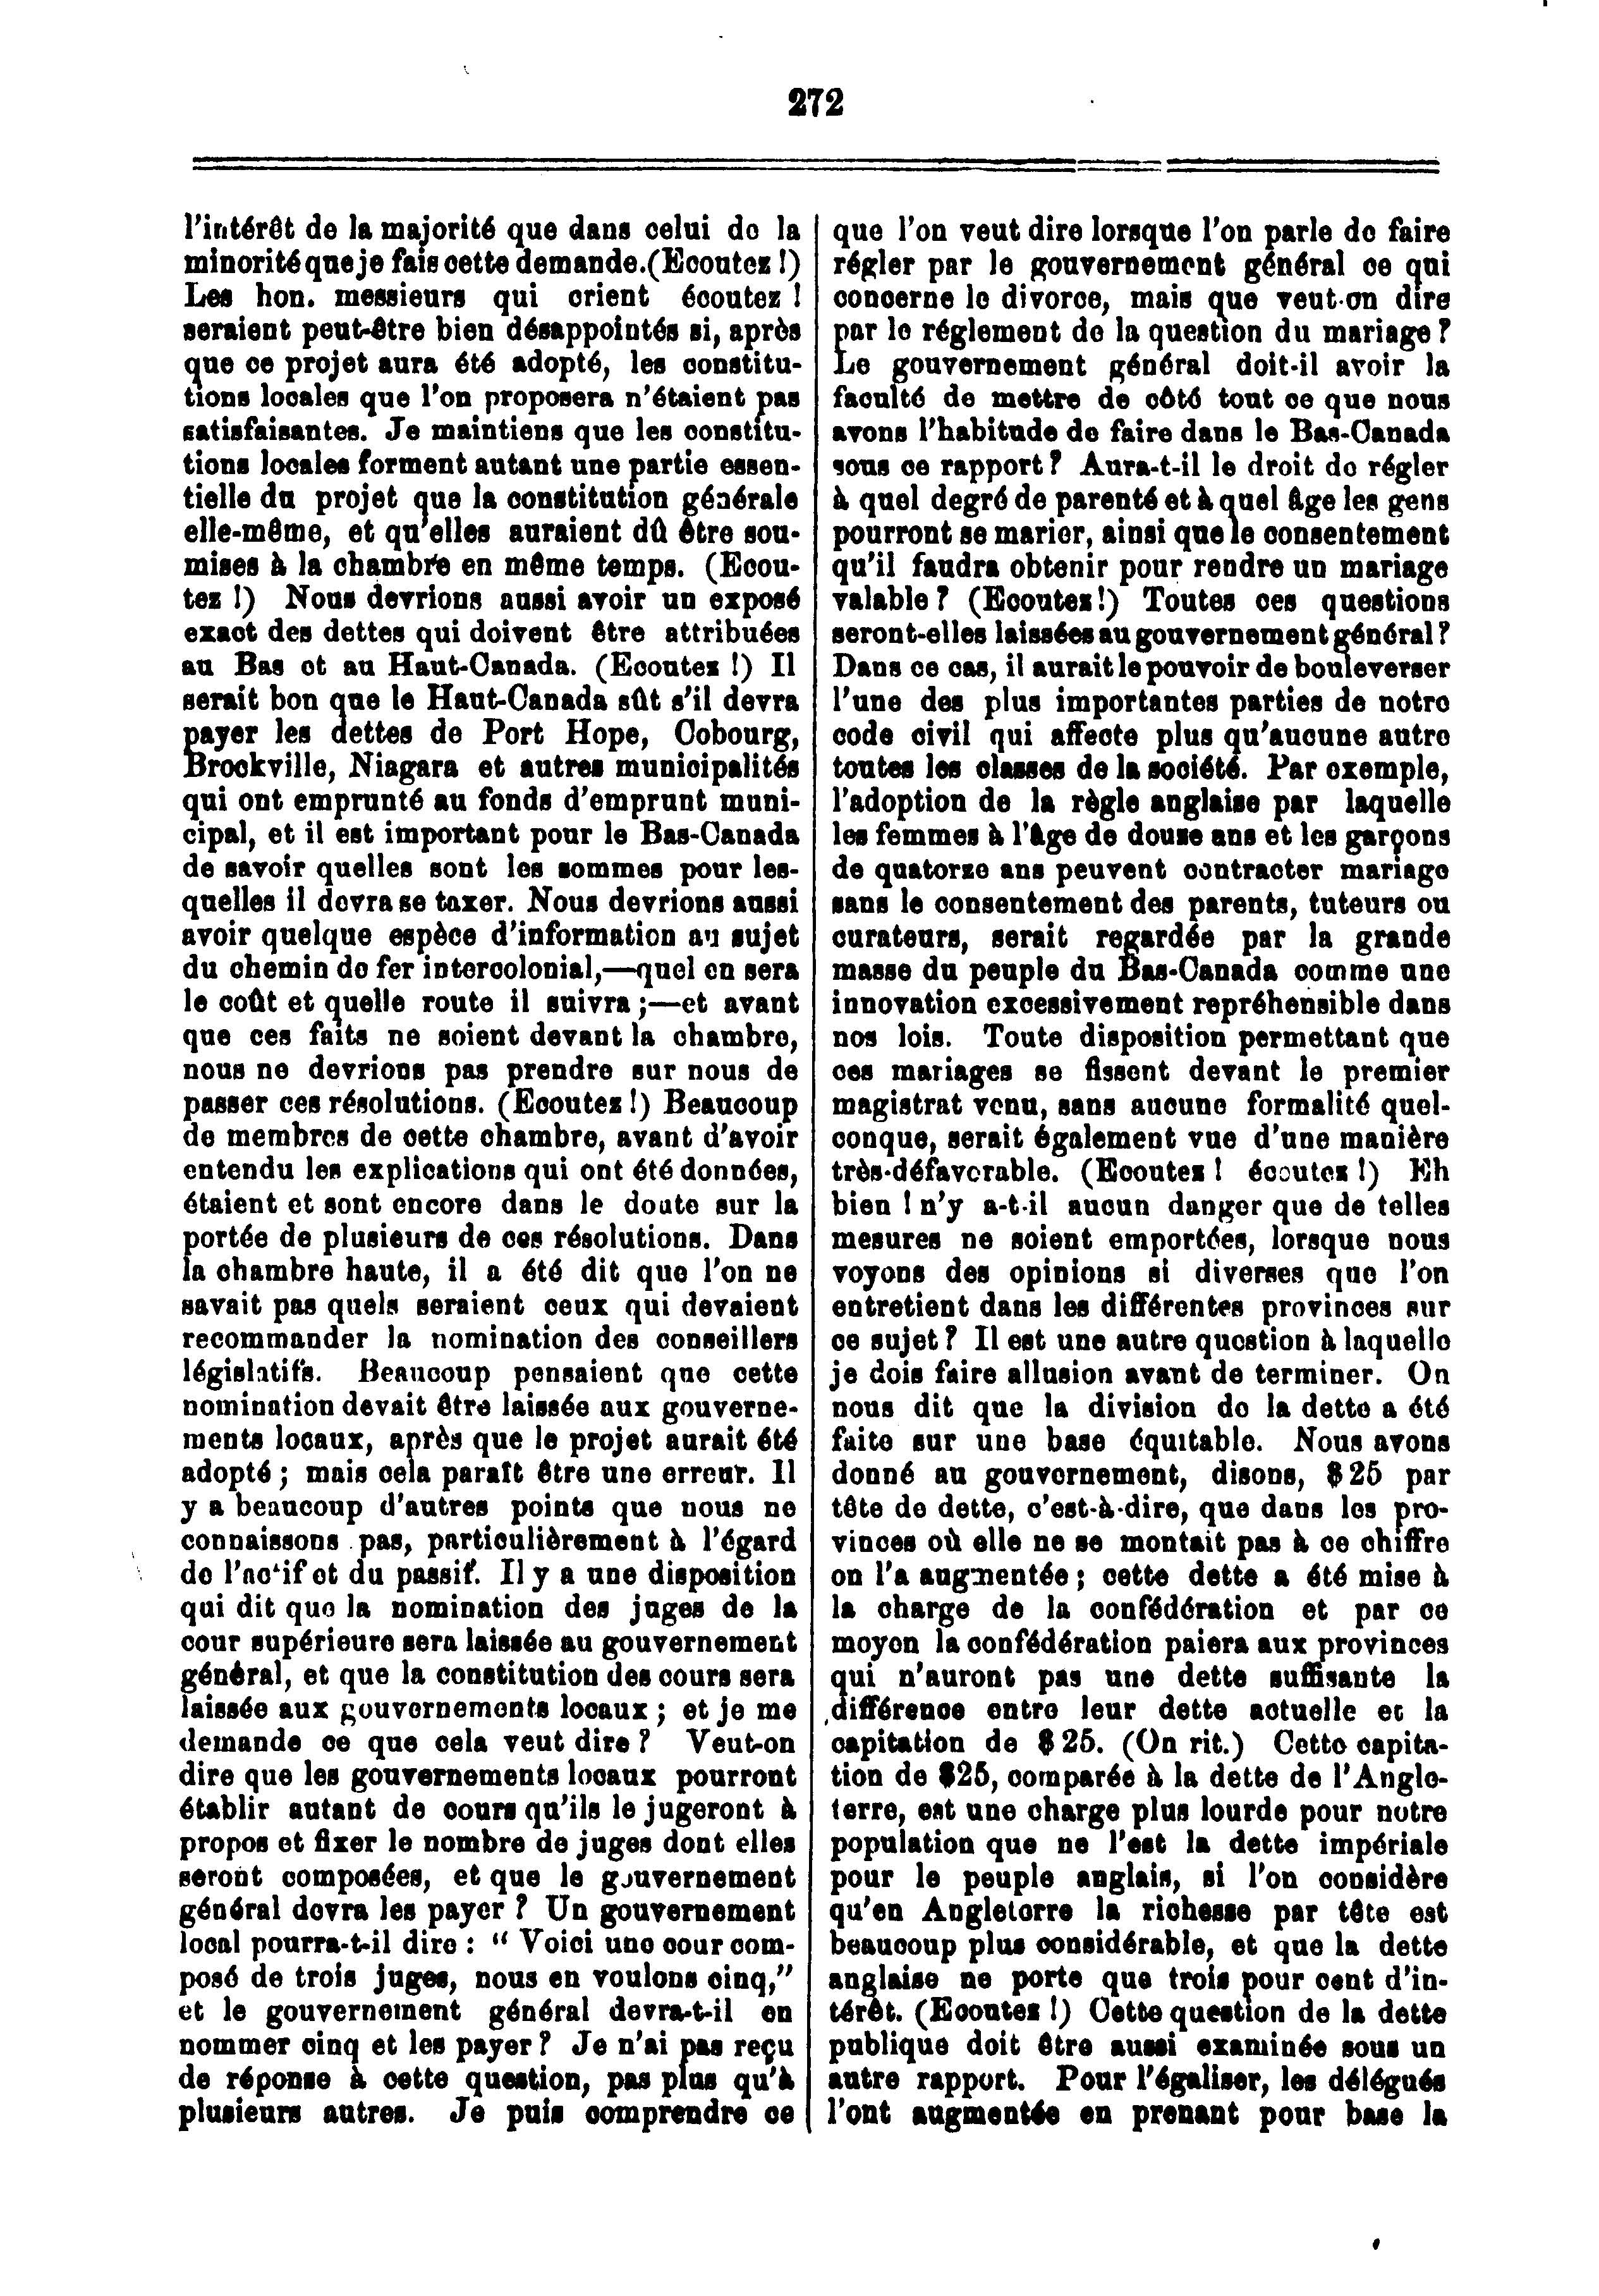 272
l'intérêt de la majorité que dans celui de la
minorité que je fais cette demande.(Ecoutez !)
Les hon. messieurs qui crient écoutez !
seraient peut-être bien désappointés si, après
que ce projet aura été adopté, les constitu-
tions locales que l'on proposera n'étaient pas
satisfaisantes. Je maintiens que les constitu-
tions locales forment autant une partie essen-
tielle du projet que la constitution générale
elle-même, et qu'elles auraient dû être sou-
mises à la chambre en même temps. (Ecou-
tez !) Nous devrions aussi avoir un exposé
exact des dettes qui doivent être attribuées
au Bas et au Haut-Canada. (Ecoutez !) Il
serait bon que le Haut-Canada sût s'il devra
payer les dettes de Port Hope, Cobourg,
Brockville, Niagara et autres municipalités
qui ont emprunté au fonds d'emprunt muni-
cipal, et il est important pour le Bas-Canada
de savoir quelles sont les sommes pour les-
quelles il devra se taxer. Nous devrions aussi
avoir quelque espèce d'information au sujet
du chemin de fer intercolonial,—quel en sera
le coût et quelle route il suivra ;—et avant
que ces faits ne soient devant la chambre,
nous ne devrions pas prendre sur nous de
passer ces résolutions. (Ecoutez !) Beaucoup
de membres de cette chambre, avant d'avoir
entendu les explications qui ont été données,
étaient et sont encore dans le doute sur la
portée de plusieurs de ces résolutions. Dans
la chambre haute, il a été dit que l'on ne
savait pas quels seraient ceux qui devaient
recommander la nomination des conseillers
législatifs. Beaucoup pensaient que cette
nomination devait être laissée aux gouverne-
ments locaux, après que le projet aurait été
adopté ; mais cela paraît être une erreur. Il
y a beaucoup d'autres points que nous ne
connaissons pas, particulièrement à l'égard
de l'actif et du passif. Il y a une disposition
qui dit que la nomination des juges de la
cour supérieure sera laissée au gouvernement
général, et que la constitution des cours sera
laissée aux gouvernements locaux ; et je me
demande ce que cela veut dire ? Veut-on
dire que les gouvernements locaux pourront
établir autant de cours qu'ils le jugeront à
propos et fixer le nombre de juges dont elles
seront composées, et que le gouvernement
général devra les payer ? Un gouvernement
local pourra-t-il dire : “ Voici une cour com-
posé de trois juges, nous en voulons cinq,”
et le gouvernement général devra-t-il en
nommer cinq et les payer ? Je n'ai pas reçu
de réponse à cette question, pas plus qu'à
plusieurs autres. Je puis comprendre ce
que l'on veut dire lorsque l'on parle de faire
régler par le gouvernement général ce qui
concerne le divorce, mais que veut-on dire
par le réglement de la question du mariage ?
Le gouvernement général doit-il avoir la
faculté de mettre de côté tout ce que nous
avons l'habitude de faire dans le Bas-Canada
sous ce rapport ? Aura-t-il le droit de régler
à quel degré de parenté et à quel âge les gens
pourront se marier, ainsi que le consentement
qu'il faudra obtenir pour rendre un mariage
valable ? (Ecoutez !) Toutes ces questions
seront-elles laissées au gouvernement général ?
Dans ce cas, il aurait le pouvoir de bouleverser
l'une des plus importantes parties de notre
code civil qui affecte plus qu'aucune autre
toutes les classes de la société. Par exemple,
l'adoption de la règle anglaise par laquelle
les femmes à l'âge de douze ans et les garçons
de quatorze ans peuvent contracter mariage
sans le consentement des parents, tuteurs ou
curateurs, serait regardée par la grande
masse du peuple du Bas-Canada comme une
innovation excessivement repréhensible dans
nos lois. Toute disposition permettant que
ces mariages se fissent devant le premier
magistrat venu, sans aucune formalité quel-
conque, serait également vue d'une manière
très-défavorable. (Ecoutez ! écoutez !) Eh
bien ! n'y a-t-il aucun danger que de telles
mesures ne soient emportées, lorsque nous
voyons des opinions si diverses que l'on
entretient dans les différentes provinces sur
ce sujet ? Il est une autre question à laquelle
je dois faire allusion avant de terminer. On
nous dit que la division de la dette a été
faite sur une base équitable. Nous avons
donné au gouvernement, disons, $25 par
tête de dette, c'est-à-dire, que dans les pro-
vinces où elle ne se montait pas à ce chiffre
on l'a augmentée ; cette dette a été mise à
la charge de la confédération et par ce
moyen la confédération paiera aux provinces
qui n'auront pas une dette suffisante la
différence entre leur dette actuelle et la
capitation de $25. (On rit.) Cette capita-
tion de $25, comparée à la dette de l'Angle-
terre, est une charge plus lourde pour notre
population que ne l'est la dette impériale
pour le peuple anglais, si l'on considère
qu'en Angleterre la richesse par tête est
beaucoup plus considérable, et que la dette
anglaise ne porte que trois pour cent d'in-
térêt. (Ecoutez !) Cette question de la dette
publique doit être aussi examinée sous un
autre rapport. Pour l'égaliser, les délégués
l'ont augmentée en prenant pour base la